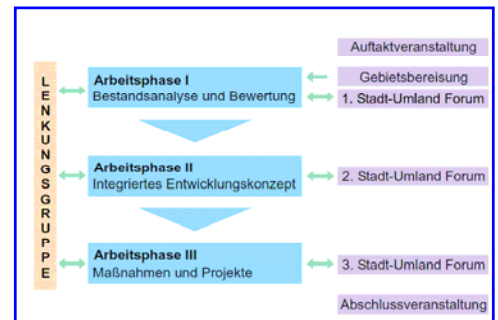 LENKUNGSGRUPPE
Auftaktveranstaltung
Arbeitsphase I
Bestandsanalyse und Bewertung
Gebietsbereisung
1. Stadt-Umland Forum
Arbeitsphase II
Integriertes Entwicklungskonzept
2. Stadt-Umland Forum
Arbeitsphase III
Maßnahmen und Projekte
3. Stadt-Umland Forum
Abschlussveranstaltung